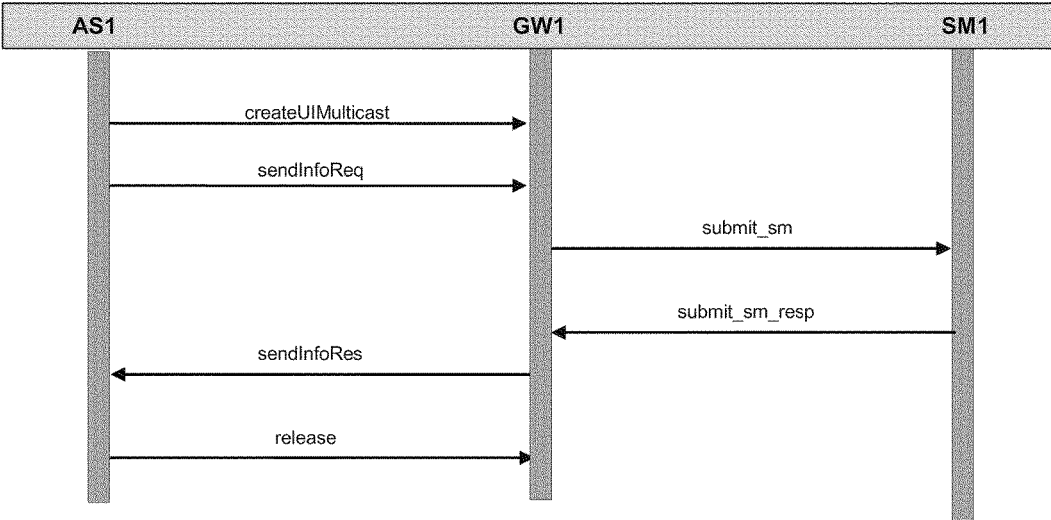 AS1 GW1 SM1
createUIMulticast
sendInfoReq
submit_sm
submit_sm_resp
sendInfoRes
release